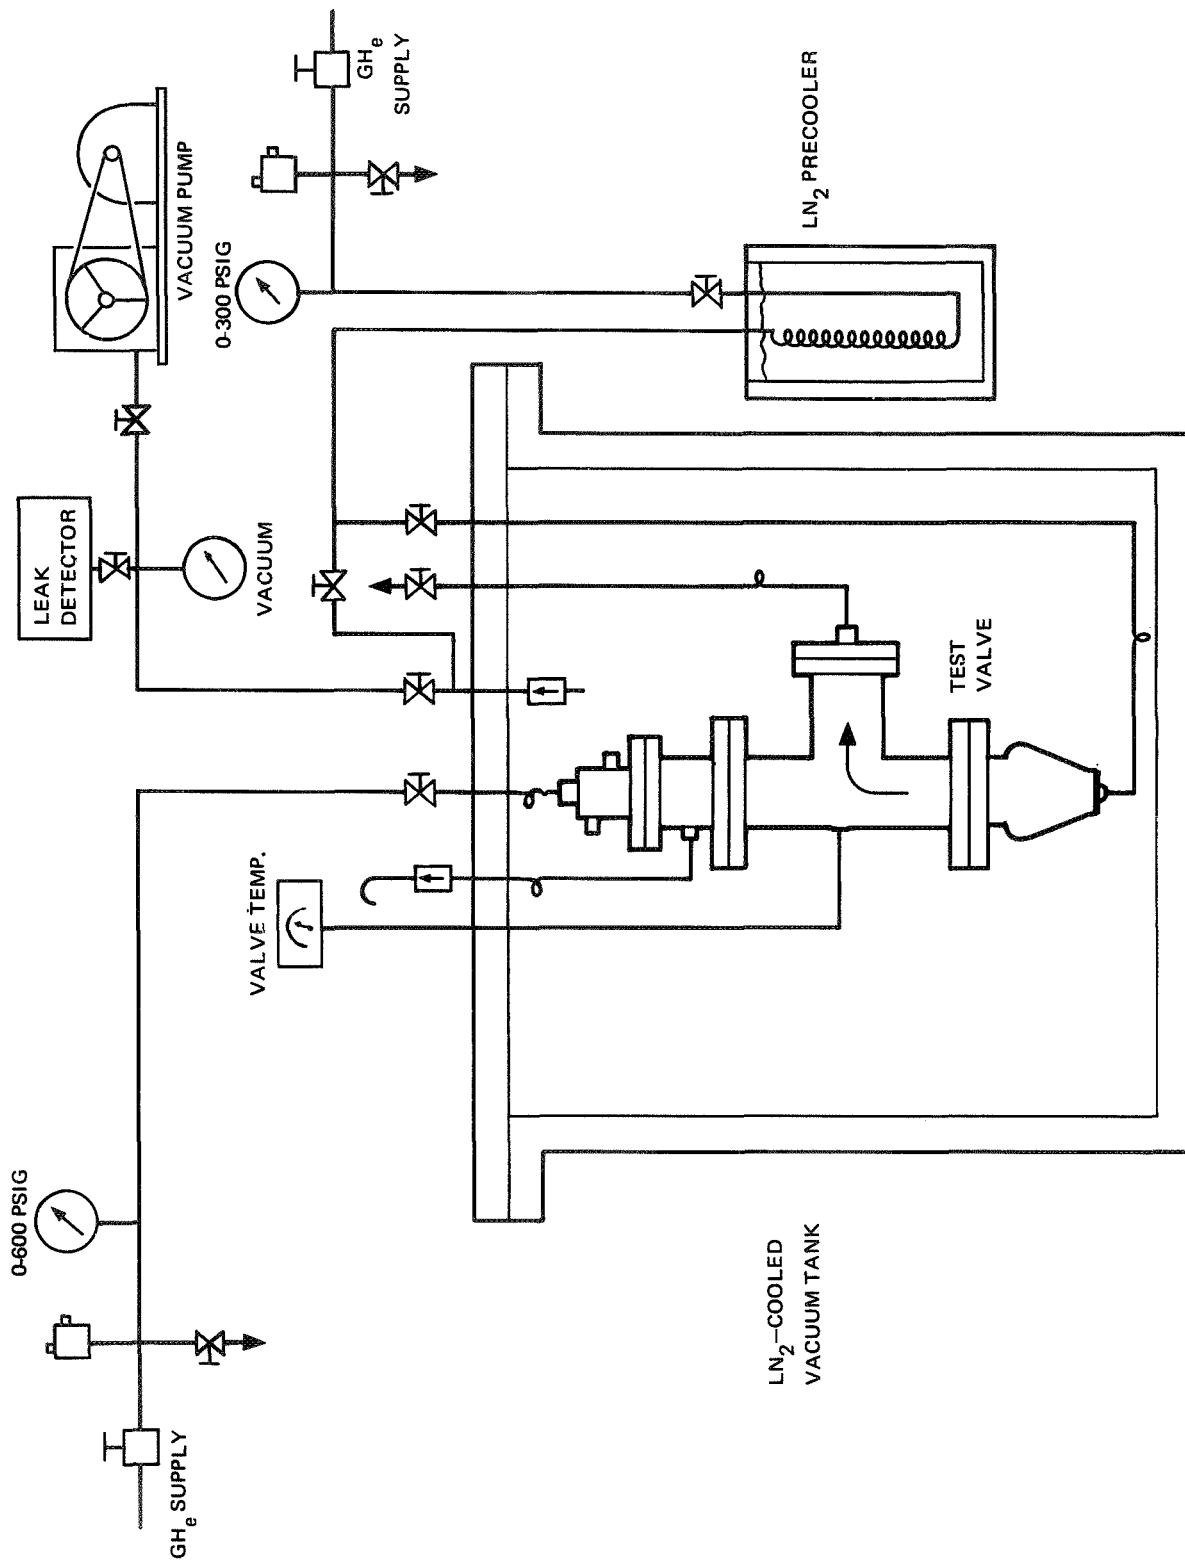 GHe SUPPLY
0-600 PSIG
VALVE TEMP.
LEAK
DETECTOR
VACUUM
VACUUM PUMP
0-300 PSIG
GHe
SUPPLY
LN2 PRECOOLER
TEST
VALVE
LN2–COOLED
VACUUM TANK